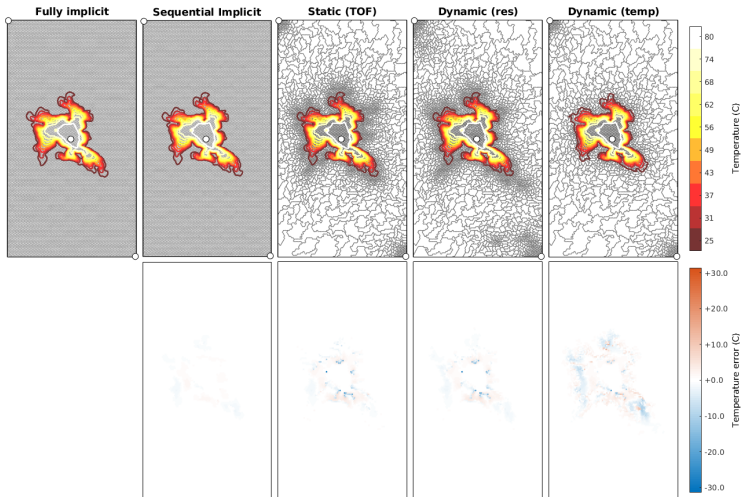 Fully implicit
Sequential Implicit
Static (TOF)
Dynamic (res)
Dynamic (temp)
80
74
68
62
56
49
43
37
31
25
Temperature (C)
+30.0
+20.0
+10.0
+0.0
-10.0
-20.0
-30.0
Temperature error (C)